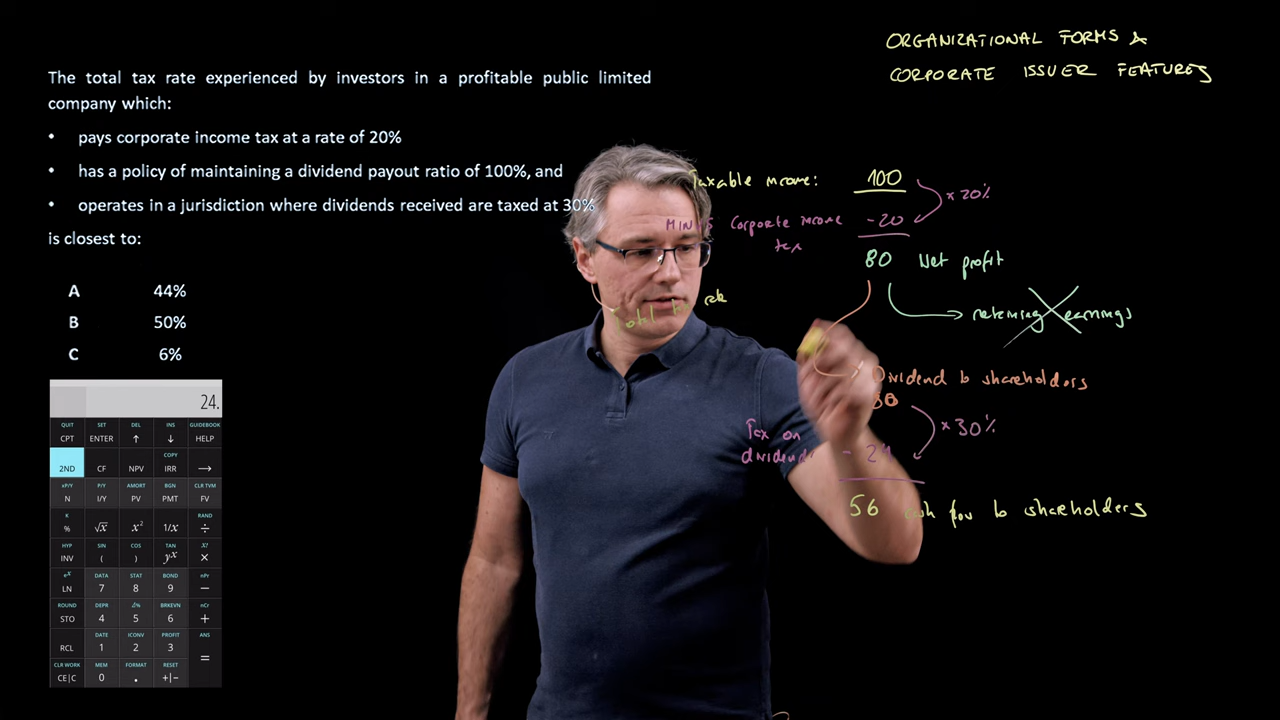 ORGANIZATIONAL FORMS &
CORPORATE ISSUER FEATURES
The total tax rate experienced by investors in a profitable public limited
company which:
• pays corporate income tax at a rate of 20%
• has a policy of maintaining a dividend payout ratio of 100%, and
• operates in a jurisdiction where dividends received are taxed at 30%
is closest to:
A 44%
B 50%
C 6%
Taxable income: 100
× 20%
Corporate income -20
tax
80 Net profit
retaining earnings
Dividend to shareholders
80
× 30%
Tax on
dividends - 24
56 cash flow to shareholders
24.
QUIT SET DEL INS GUIDEBOOK
CPT ENTER ↑ ↓ HELP
COPY
2ND CF NPV IRR →
xP/Y P/Y AMORT BGN CLR TVM
N I/Y PV PMT FV
K RAND
% √x x² 1/x ÷
HYP SIN COS TAN x!
INV ( ) yˣ ×
eˣ DATA STAT BOND nPr
LN 7 8 9 −
ROUND DEPR Δ% BRKEVN nCr
STO 4 5 6 +
DATE ICONV PROFIT ANS
RCL 1 2 3 =
CLR WORK MEM FORMAT RESET
CE|C 0 . +|−